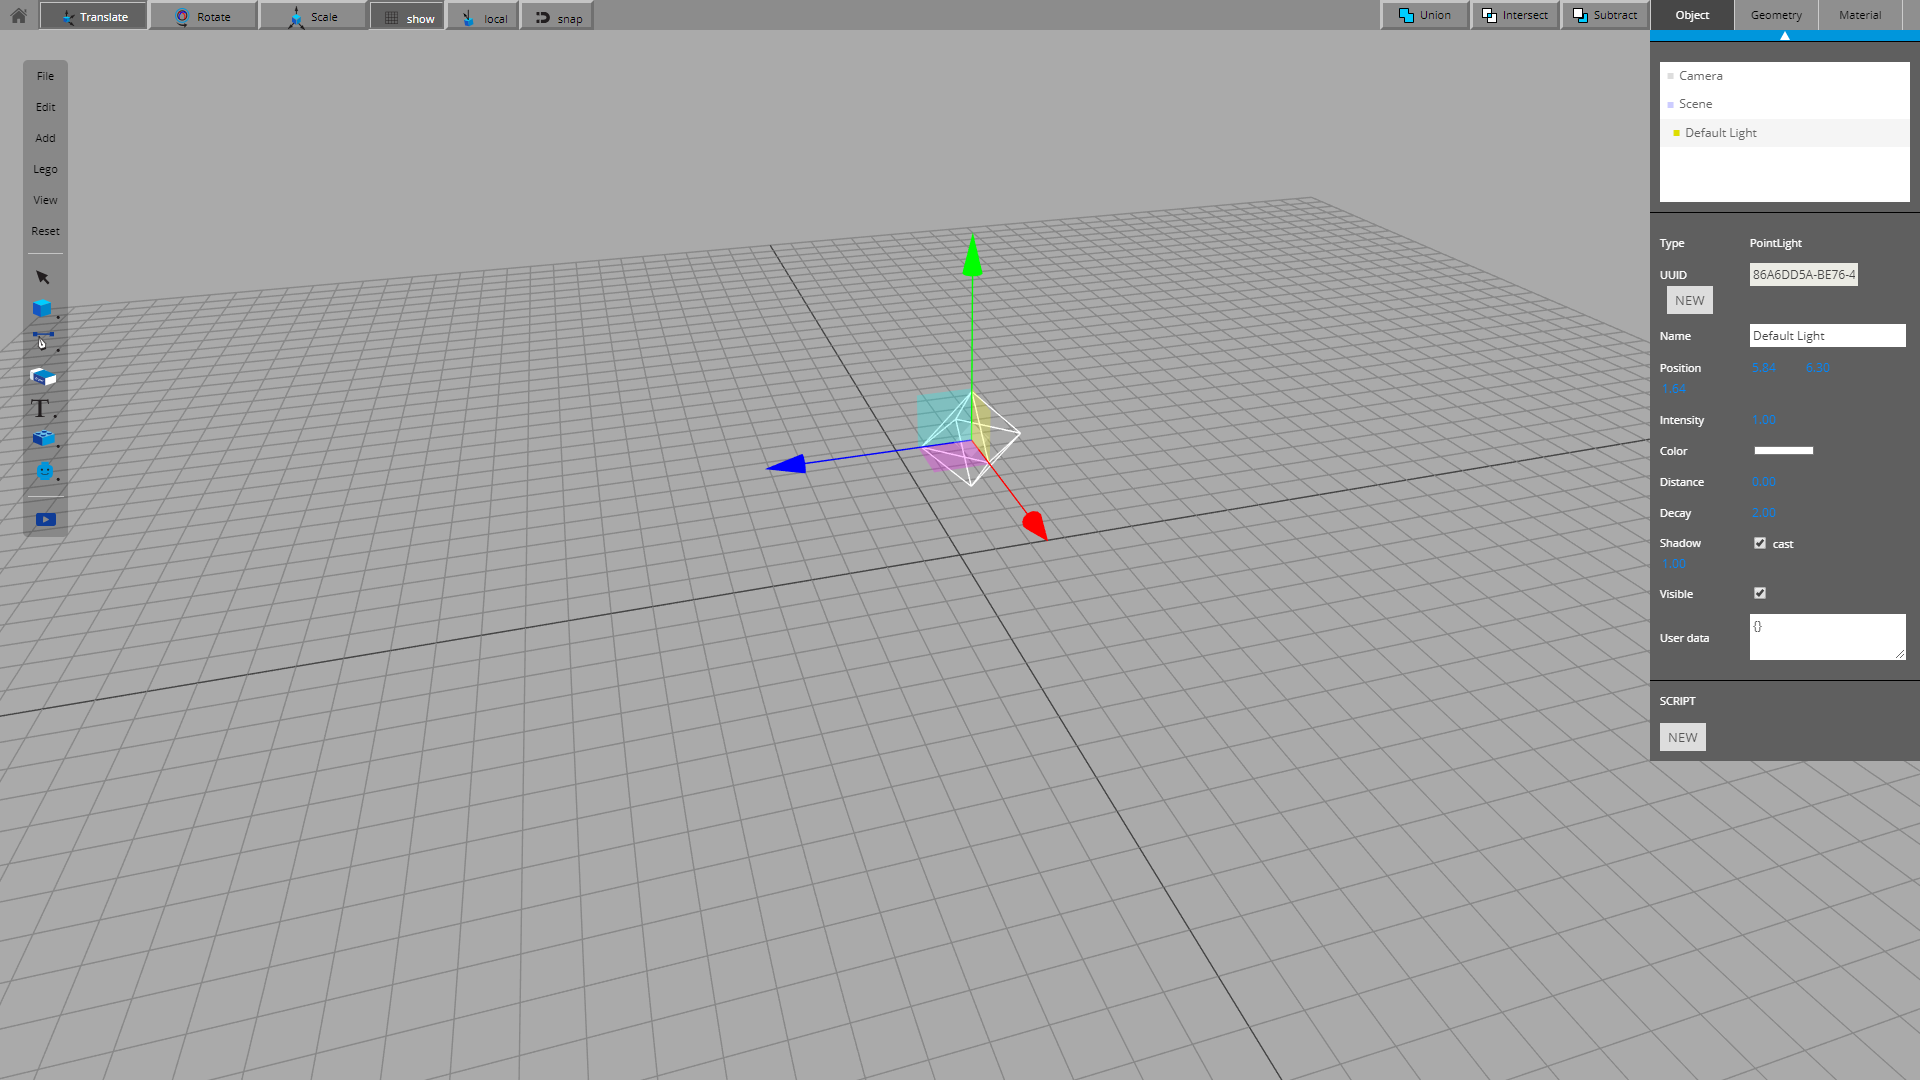 Translate Rotate Scale show local snap Union Intersect Subtract Object Geometry Material
File
Edit
Add
Lego
View
Reset
T
Camera
Scene
Default Light
Type PointLight
UUID 86A6DD5A-BE76-4
NEW
Name Default Light
Position 5.84 6.30
1.64
Intensity 1.00
Color
Distance 0.00
Decay 2.00
Shadow cast
1.00
Visible
User data {}
SCRIPT
NEW